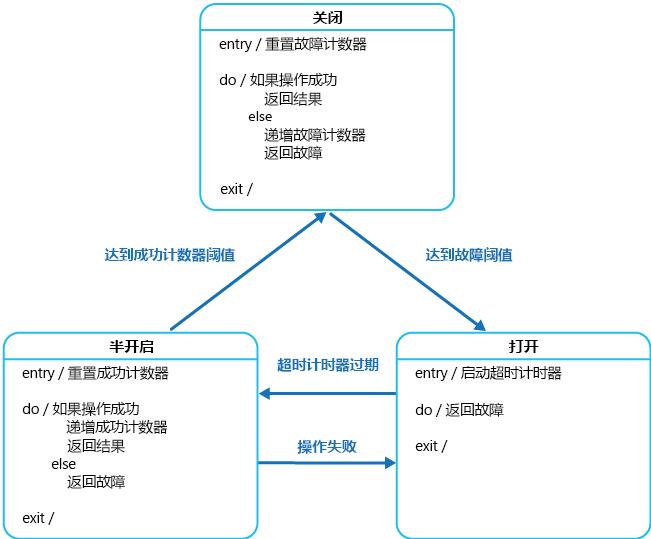 关闭
entry / 重置故障计数器
do / 如果操作成功
返回结果
else
递增故障计数器
返回故障
exit /
达到成功计数器阈值
达到故障阈值
半开启
entry / 重置成功计数器
do / 如果操作成功
递增成功计数器
返回结果
else
返回故障
exit /
超时计时器过期
操作失败
打开
entry / 启动超时计时器
do / 返回故障
exit /